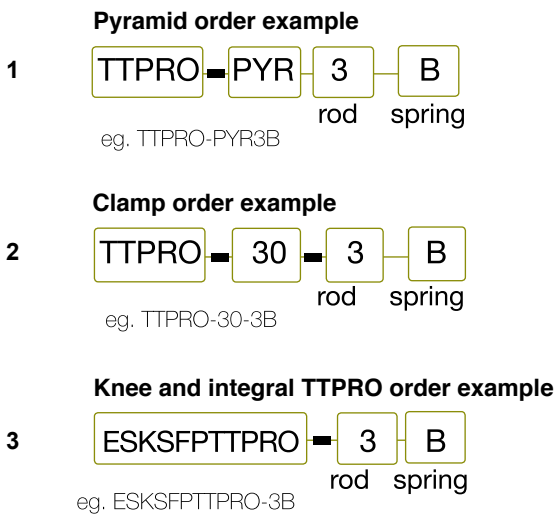 Pyramid order example
1 TTPRO-PYR 3 B
rod spring
eg. TTPRO-PYR3B
Clamp order example
2 TTPRO-30-3 B
rod spring
eg. TTPRO-30-3B
Knee and integral TTPRO order example
3 ESKSFPTTPRO-3 B
rod spring
eg. ESKSFPTTPRO-3B